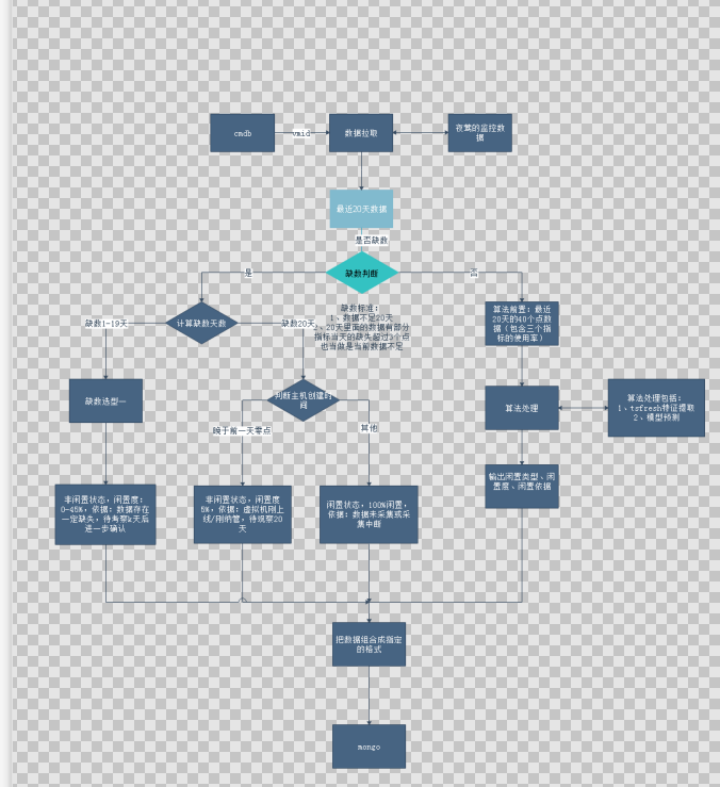 cmdb
vmid
数据拉取
夜莺的监控数
据
最近20天数据
是否缺数
缺数判断
是
否
缺数1-19天
计算缺数天数
缺数20天
缺数标准：
1、数据不足20天
2、20天里面的数据有部分
指标当天的缺失超过3个点
也当做是当前数据不足
算法前置：最近
20天的40个点数
据（包含三个指
标的使用率）
缺数造型一
判断主机创建时
间
算法处理
算法处理包括：
1、tsfresh特征提取
2、模型预测
晚于前一天零点
其他
非闲置状态，闲置度：
0-45%，依据：数据存在
一定缺失，待考察N天后
进一步确认
非闲置状态，闲置度
5%，依据：虚拟机刚上
线/刚纳管，待观察20
天
闲置状态，100%闲置，
依据：数据未采集或采
集中断
输出闲置类型、闲
置度、闲置依据
把数据组合成指定
的格式
mongo